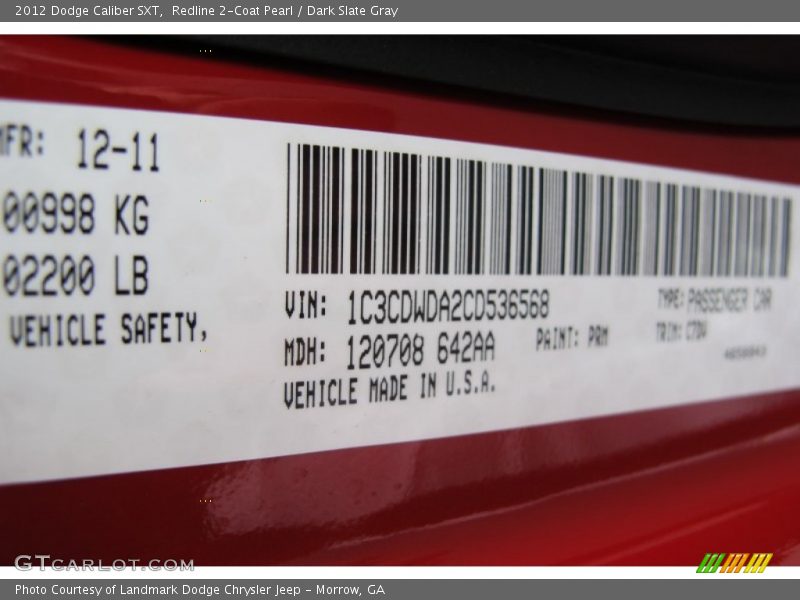 2012 Dodge Caliber SXT,  Redline 2-Coat Pearl / Dark Slate Gray
MFR: 12-11
00998 KG
02200 LB
VEHICLE SAFETY,
VIN: 1C3CDWDA2CD536568
TYPE: PASSENGER CAR
MDH: 120708 642AA
PAINT: PRM
TRIM:
VEHICLE MADE IN U.S.A.
GTCARLOT.COM
Photo Courtesy of Landmark Dodge Chrysler Jeep - Morrow, GA